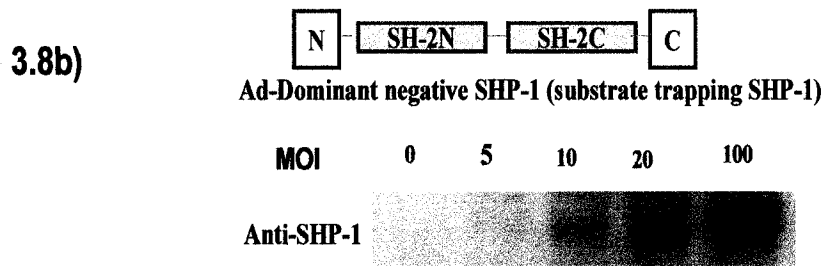 N SH-2N SH-2C C
3.8b)
Ad-Dominant negative SHP-1 (substrate trapping SHP-1)
MOI 0 5 10 20 100
Anti-SHP-1